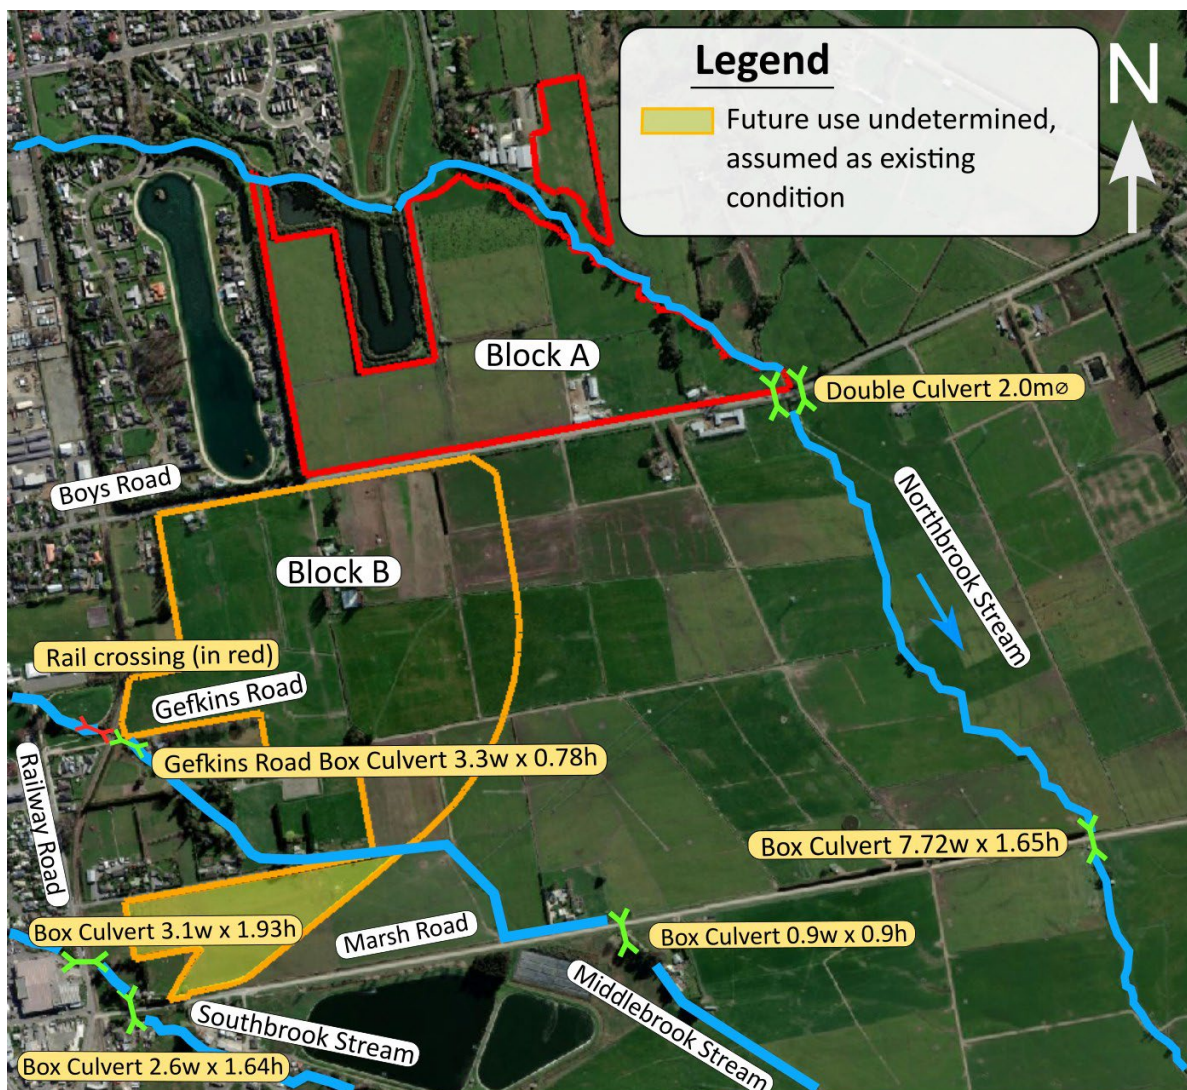 Legend
N
Future use undetermined,
assumed as existing
condition
Block A
Double Culvert 2.0m⌀
Boys Road
Northbrook Stream
Block B
Rail crossing (in red)
Gefkins Road
Gefkins Road Box Culvert 3.3w x 0.78h
Railway Road
Box Culvert 7.72w x 1.65h
Box Culvert 3.1w x 1.93h
Marsh Road
Box Culvert 0.9w x 0.9h
Southbrook Stream
Middlebrook Stream
Box Culvert 2.6w x 1.64h